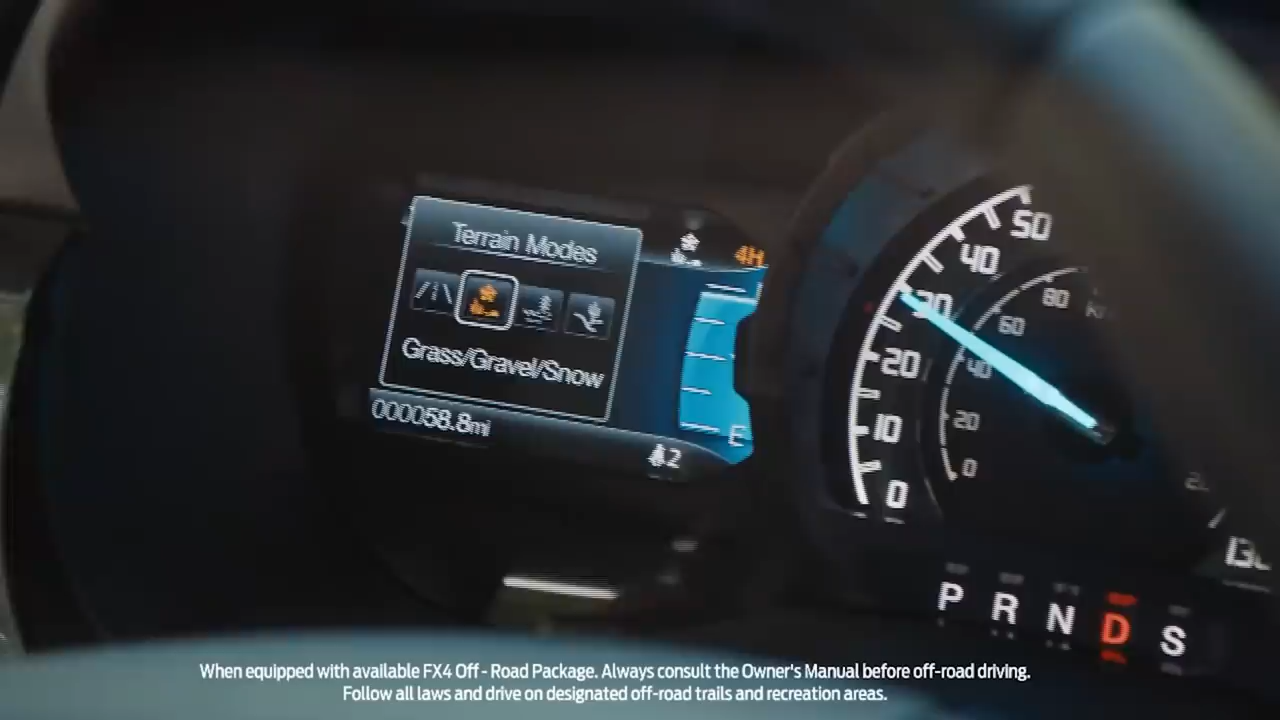 Terrain Modes
Grass/Gravel/Snow
000058.8mi
4H
E
2
50
40
30
20
10
0
80
60
40
20
0
P R N D S
When equipped with available FX4 Off - Road Package. Always consult the Owner's Manual before off-road driving.
Follow all laws and drive on designated off-road trails and recreation areas.